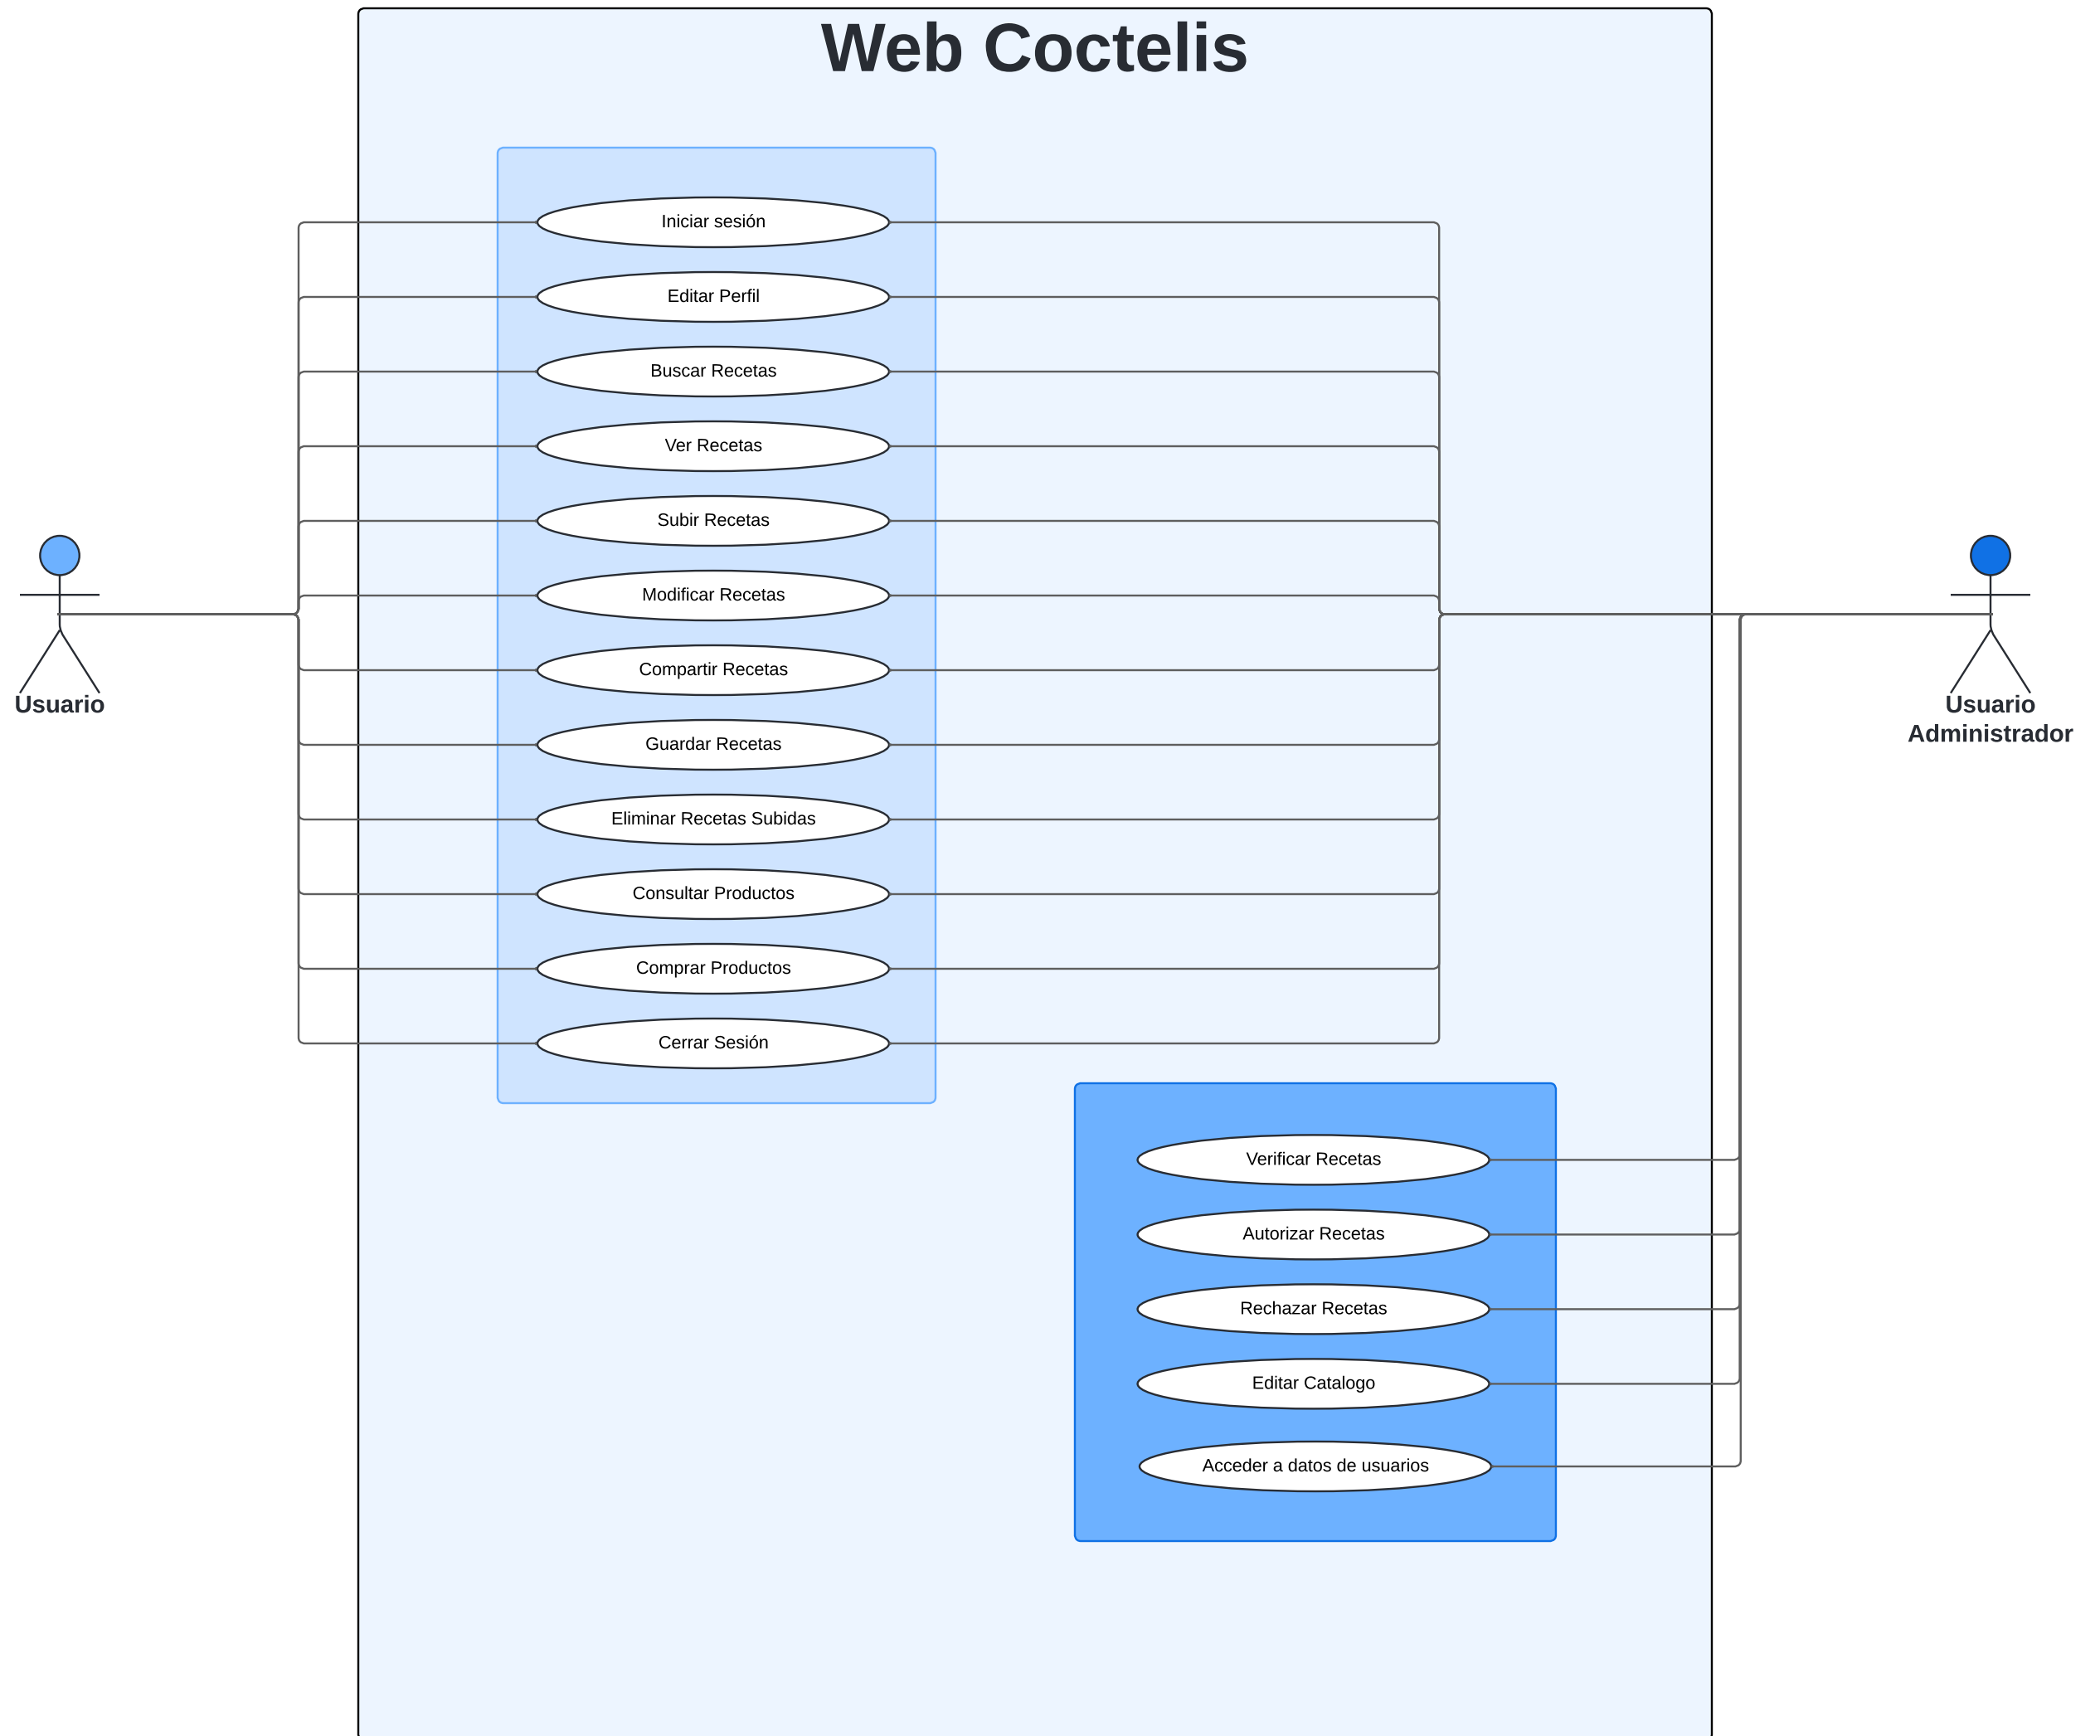 Web Coctelis
Iniciar sesión
Editar Perfil
Buscar Recetas
Ver Recetas
Subir Recetas
Modificar Recetas
Compartir Recetas
Guardar Recetas
Eliminar Recetas Subidas
Consultar Productos
Comprar Productos
Cerrar Sesión
Usuario
Usuario
Administrador
Verificar Recetas
Autorizar Recetas
Rechazar Recetas
Editar Catalogo
Acceder a datos de usuarios